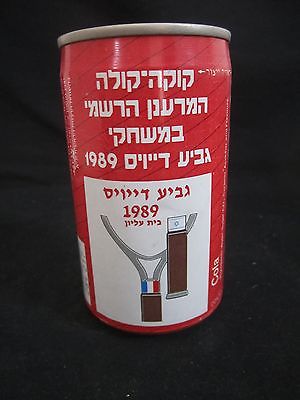 קוקה־קולה
המרענן הרשמי
במשחקי
גביע דייויס 1989
גביע דייויס
1989
בית עליון
Cola